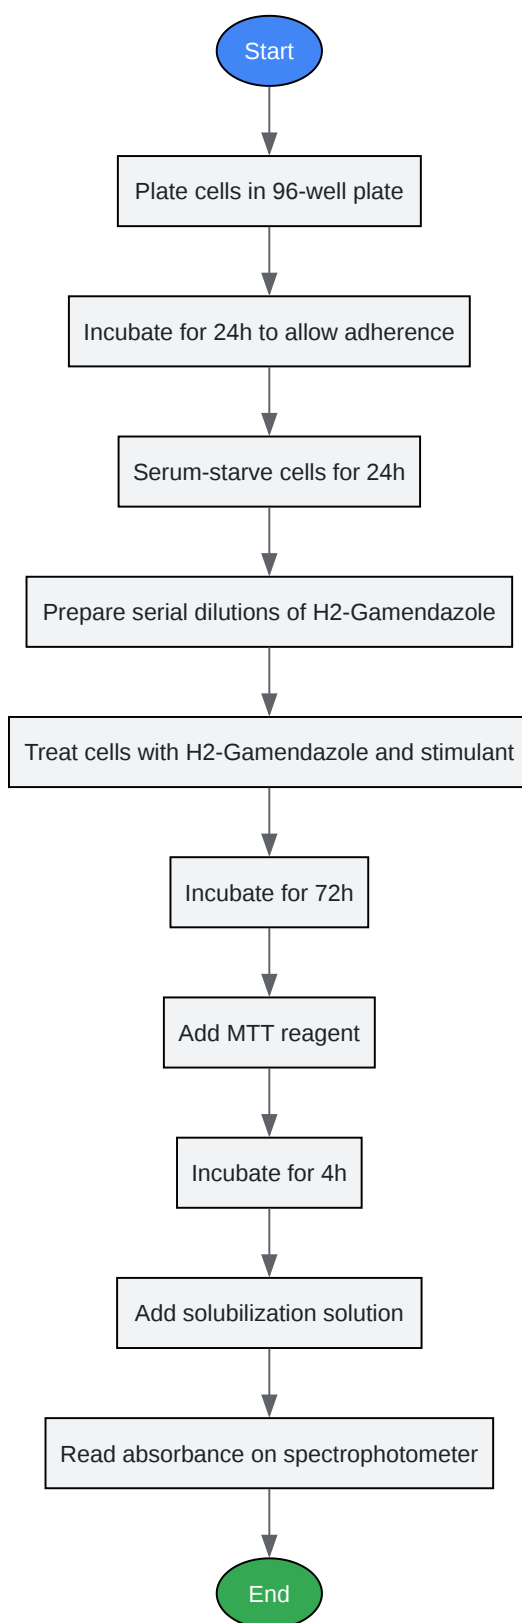 Start
Plate cells in 96-well plate
Incubate for 24h to allow adherence
Serum-starve cells for 24h
Prepare serial dilutions of H2-Gamendazole
Treat cells with H2-Gamendazole and stimulant
Incubate for 72h
Add MTT reagent
Incubate for 4h
Add solubilization solution
Read absorbance on spectrophotometer
End